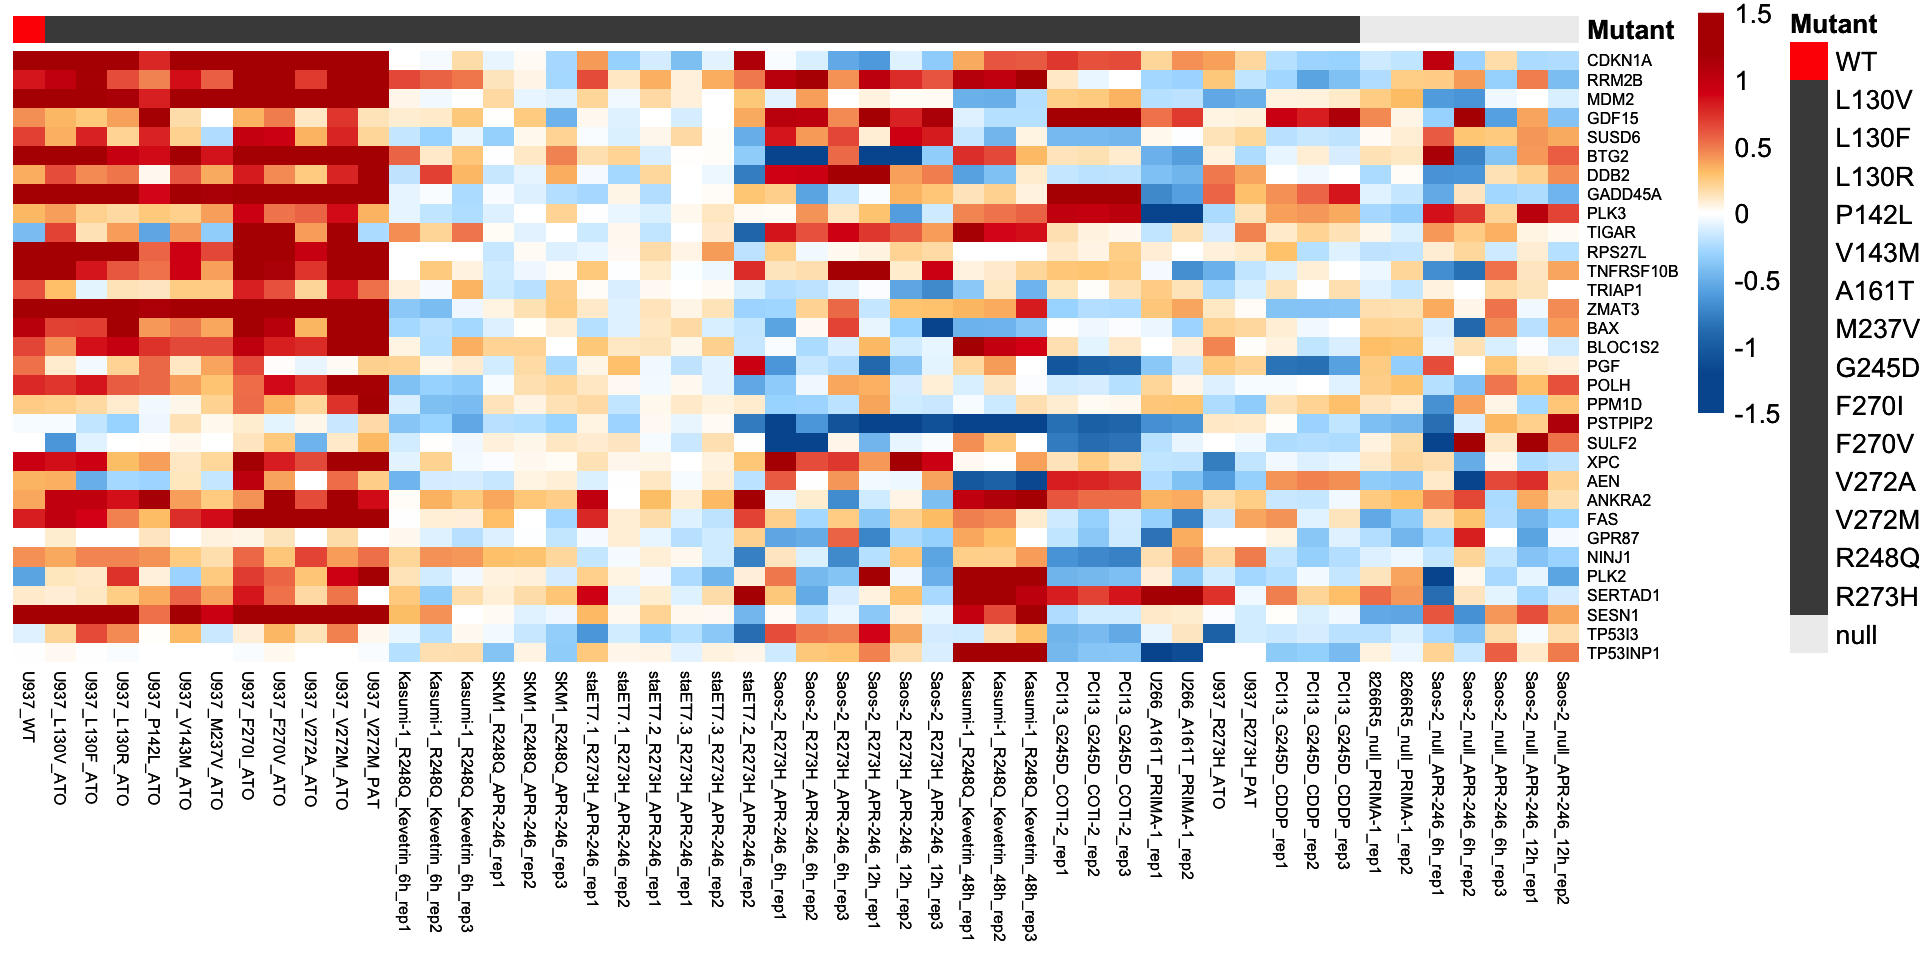 Mutant
CDKN1A
RRM2B
MDM2
GDF15
SUSD6
BTG2
DDB2
GADD45A
PLK3
TIGAR
RPS27L
TNFRSF10B
TRIAP1
ZMAT3
BAX
BLOC1S2
PGF
POLH
PPM1D
PSTPIP2
SULF2
XPC
AEN
ANKRA2
FAS
GPR87
NINJ1
PLK2
SERTAD1
SESN1
TP53I3
TP53INP1
U937_WT
U937_L130V_ATO
U937_L130F_ATO
U937_L130R_ATO
U937_P142L_ATO
U937_V143M_ATO
U937_M237V_ATO
U937_F270I_ATO
U937_F270V_ATO
U937_V272A_ATO
U937_V272M_ATO
U937_V272M_PAT
Kasumi-1_R248Q_Kevetrin_6h_rep1
Kasumi-1_R248Q_Kevetrin_6h_rep2
Kasumi-1_R248Q_Kevetrin_6h_rep3
SKM1_R248Q_APR-246_rep1
SKM1_R248Q_APR-246_rep2
SKM1_R248Q_APR-246_rep3
staET7.1_R273H_APR-246_rep1
staET7.1_R273H_APR-246_rep2
staET7.2_R273H_APR-246_rep1
staET7.3_R273H_APR-246_rep1
staET7.3_R273H_APR-246_rep2
staET7.2_R273H_APR-246_rep2
Saos-2_R273H_APR-246_6h_rep1
Saos-2_R273H_APR-246_6h_rep2
Saos-2_R273H_APR-246_6h_rep3
Saos-2_R273H_APR-246_12h_rep1
Saos-2_R273H_APR-246_12h_rep2
Saos-2_R273H_APR-246_12h_rep3
Kasumi-1_R248Q_Kevetrin_48h_rep1
Kasumi-1_R248Q_Kevetrin_48h_rep2
Kasumi-1_R248Q_Kevetrin_48h_rep3
PCI13_G245D_COTI-2_rep1
PCI13_G245D_COTI-2_rep2
PCI13_G245D_COTI-2_rep3
U266_A161T_PRIMA-1_rep1
U266_A161T_PRIMA-1_rep2
U937_R273H_ATO
U937_R273H_PAT
PCI13_G245D_CDDP_rep1
PCI13_G245D_CDDP_rep2
PCI13_G245D_CDDP_rep3
8266R5_null_PRIMA-1_rep1
8266R5_null_PRIMA-1_rep2
Saos-2_null_APR-246_6h_rep1
Saos-2_null_APR-246_6h_rep2
Saos-2_null_APR-246_6h_rep3
Saos-2_null_APR-246_12h_rep1
Saos-2_null_APR-246_12h_rep2
1.5
1
0.5
0
-0.5
-1
-1.5
Mutant
WT
L130V
L130F
L130R
P142L
V143M
A161T
M237V
G245D
F270I
F270V
V272A
V272M
R248Q
R273H
null